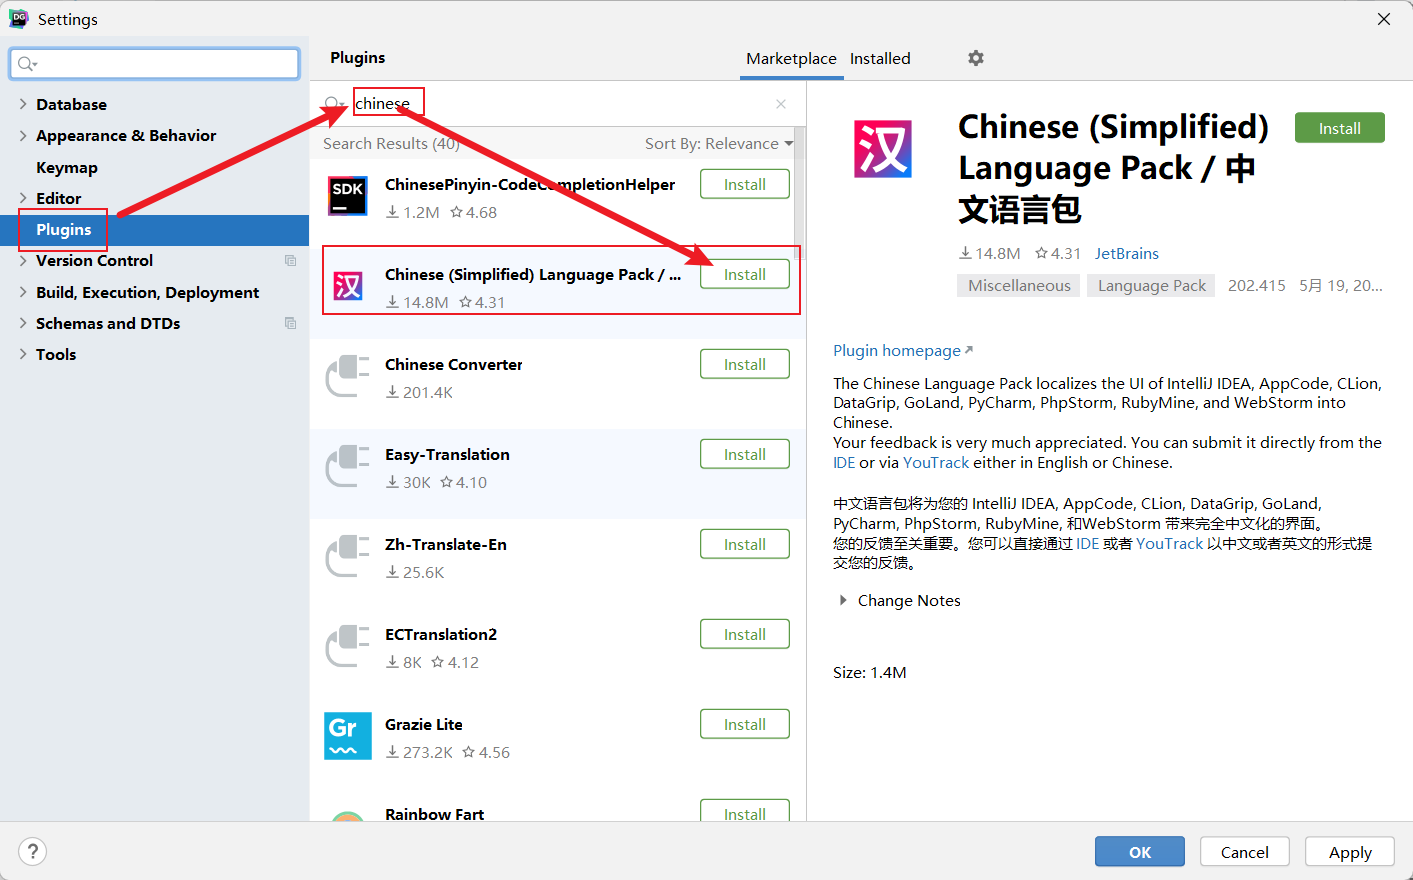 DG
Settings
Plugins
Marketplace
Installed
Database
Appearance & Behavior
Keymap
Editor
Plugins
Version Control
Build, Execution, Deployment
Schemas and DTDs
Tools
chinese
Search Results (40)
Sort By: Relevance
SDK
ChinesePinyin-CodeCompletionHelper
1.2M 4.68
Install
汉
Chinese (Simplified) Language Pack / ...
14.8M 4.31
Install
Chinese Converter
201.4K
Install
Easy-Translation
30K 4.10
Install
Zh-Translate-En
25.6K
Install
ECTranslation2
8K 4.12
Install
Gr
Grazie Lite
273.2K 4.56
Install
Rainbow Fart
Install
汉
Chinese (Simplified)
Language Pack / 中
文语言包
Install
14.8M 4.31 JetBrains
Miscellaneous Language Pack 202.415 5月 19, 20...
Plugin homepage
The Chinese Language Pack localizes the UI of IntelliJ IDEA, AppCode, CLion,
DataGrip, GoLand, PyCharm, PhpStorm, RubyMine, and WebStorm into
Chinese.
Your feedback is very much appreciated. You can submit it directly from the
IDE or via YouTrack either in English or Chinese.
中文语言包将为您的 IntelliJ IDEA, AppCode, CLion, DataGrip, GoLand,
PyCharm, PhpStorm, RubyMine, 和WebStorm 带来完全中文化的界面。
您的反馈至关重要。您可以直接通过 IDE 或者 YouTrack 以中文或者英文的形式提
交您的反馈。
Change Notes
Size: 1.4M
?
OK
Cancel
Apply